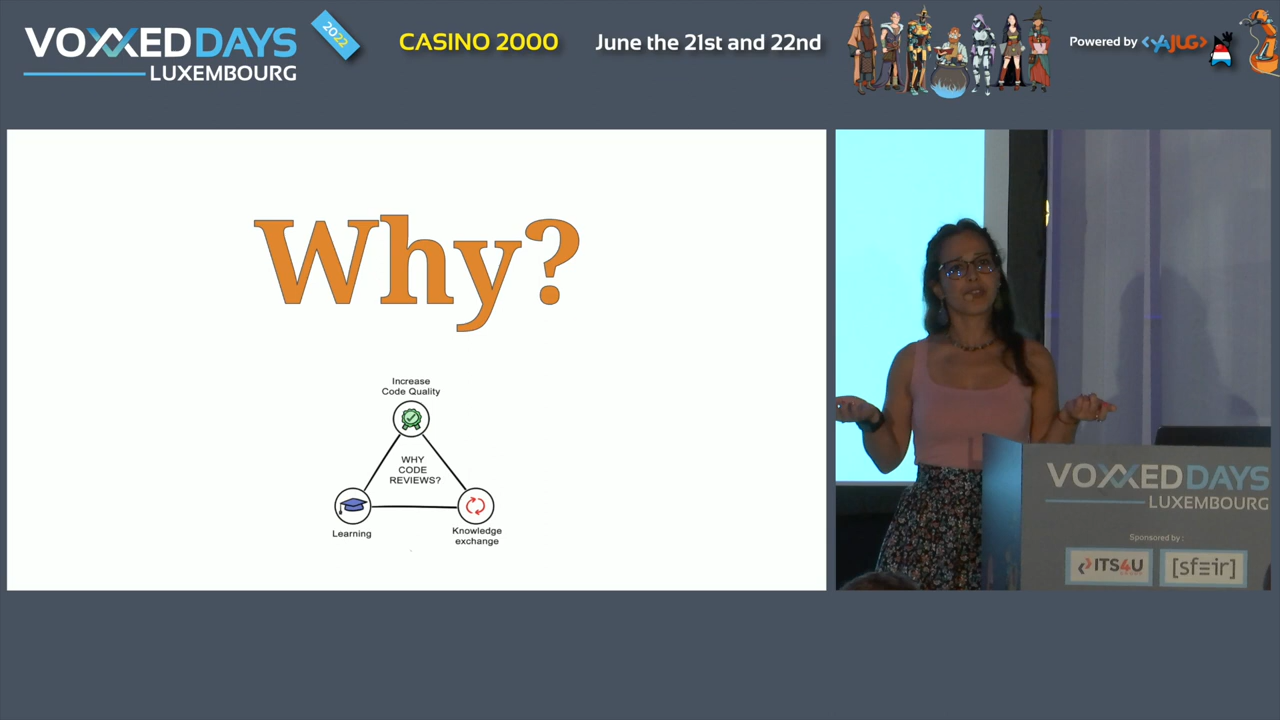 VOXXED DAYS
LUXEMBOURG
2022
CASINO 2000
June the 21st and 22nd
Powered by <YAJUG>
Why?
Increase
Code Quality
WHY
CODE
REVIEWS?
Learning
Knowledge
exchange
VOXXED DAYS
LUXEMBOURG
Sponsored by :
ITS4U
[sfeir]